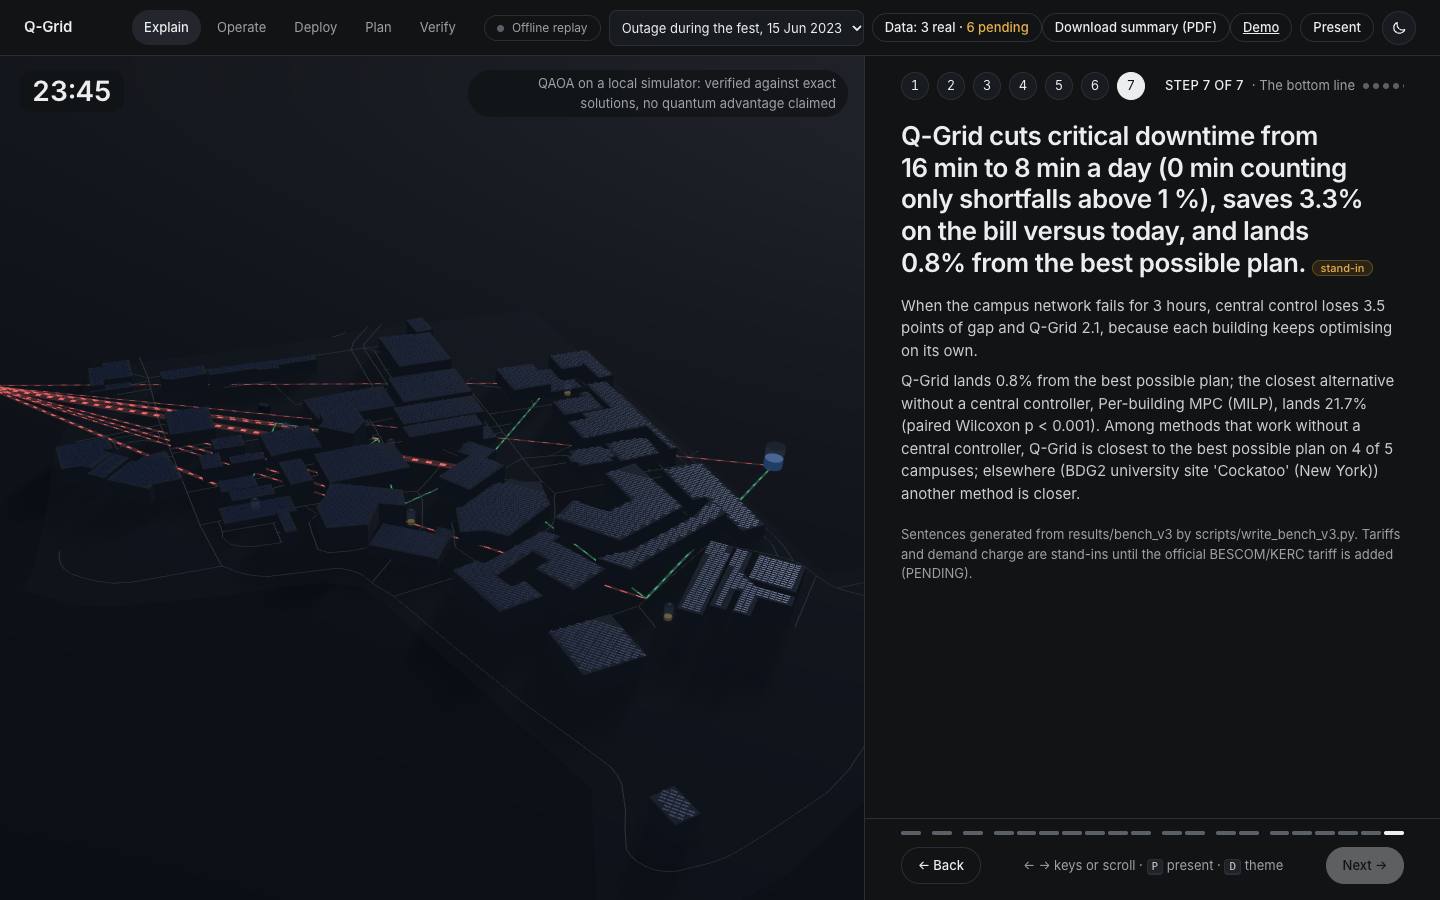 Q-Grid
Explain
Operate
Deploy
Plan
Verify
Offline replay
Outage during the fest, 15 Jun 2023
Data: 3 real · 6 pending
Download summary (PDF)
Demo
Present
23:45
QAOA on a local simulator: verified against exact
solutions, no quantum advantage claimed
1 2 3 4 5 6 7 STEP 7 OF 7 · The bottom line
Q-Grid cuts critical downtime from
16 min to 8 min a day (0 min counting
only shortfalls above 1 %), saves 3.3%
on the bill versus today, and lands
0.8% from the best possible plan. stand-in
When the campus network fails for 3 hours, central control loses 3.5
points of gap and Q-Grid 2.1, because each building keeps optimising
on its own.
Q-Grid lands 0.8% from the best possible plan; the closest alternative
without a central controller, Per-building MPC (MILP), lands 21.7%
(paired Wilcoxon p < 0.001). Among methods that work without a
central controller, Q-Grid is closest to the best possible plan on 4 of 5
campuses; elsewhere (BDG2 university site 'Cockatoo' (New York))
another method is closer.
Sentences generated from results/bench_v3 by scripts/write_bench_v3.py. Tariffs
and demand charge are stand-ins until the official BESCOM/KERC tariff is added
(PENDING).
← Back
← → keys or scroll · P present · D theme
Next →